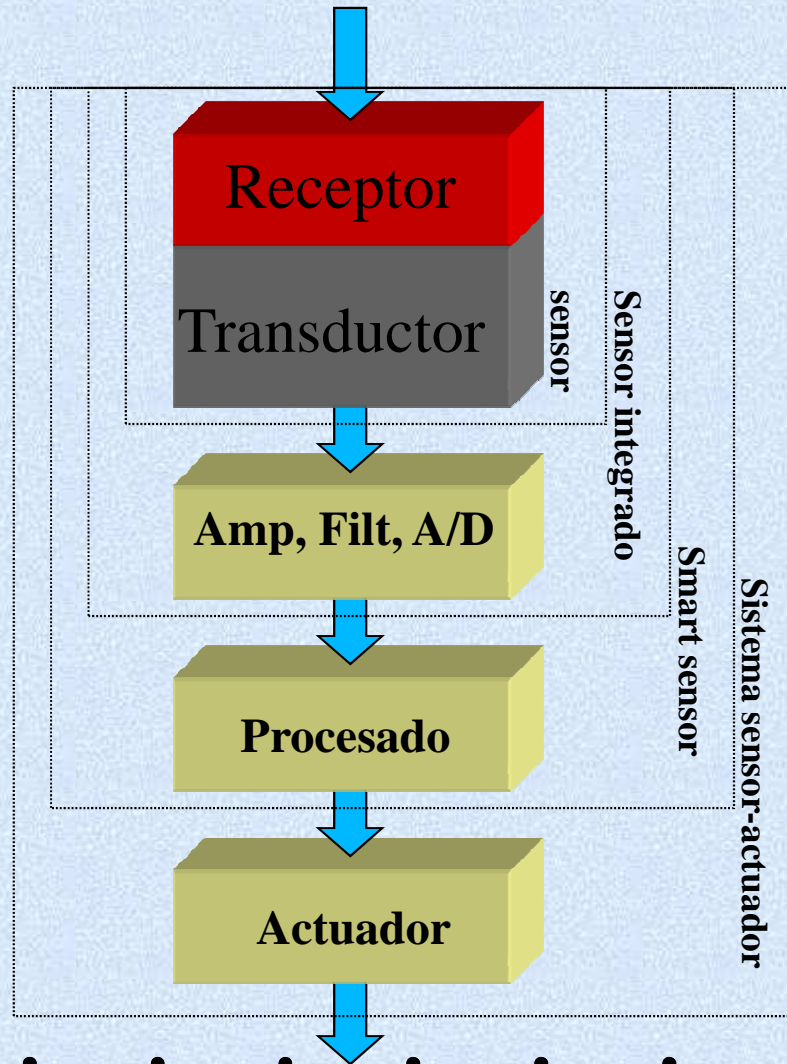 Receptor
Transductor
sensor
Sensor integrado
Amp, Filt, A/D
Smart sensor
Procesado
Sistema sensor-actuador
Actuador